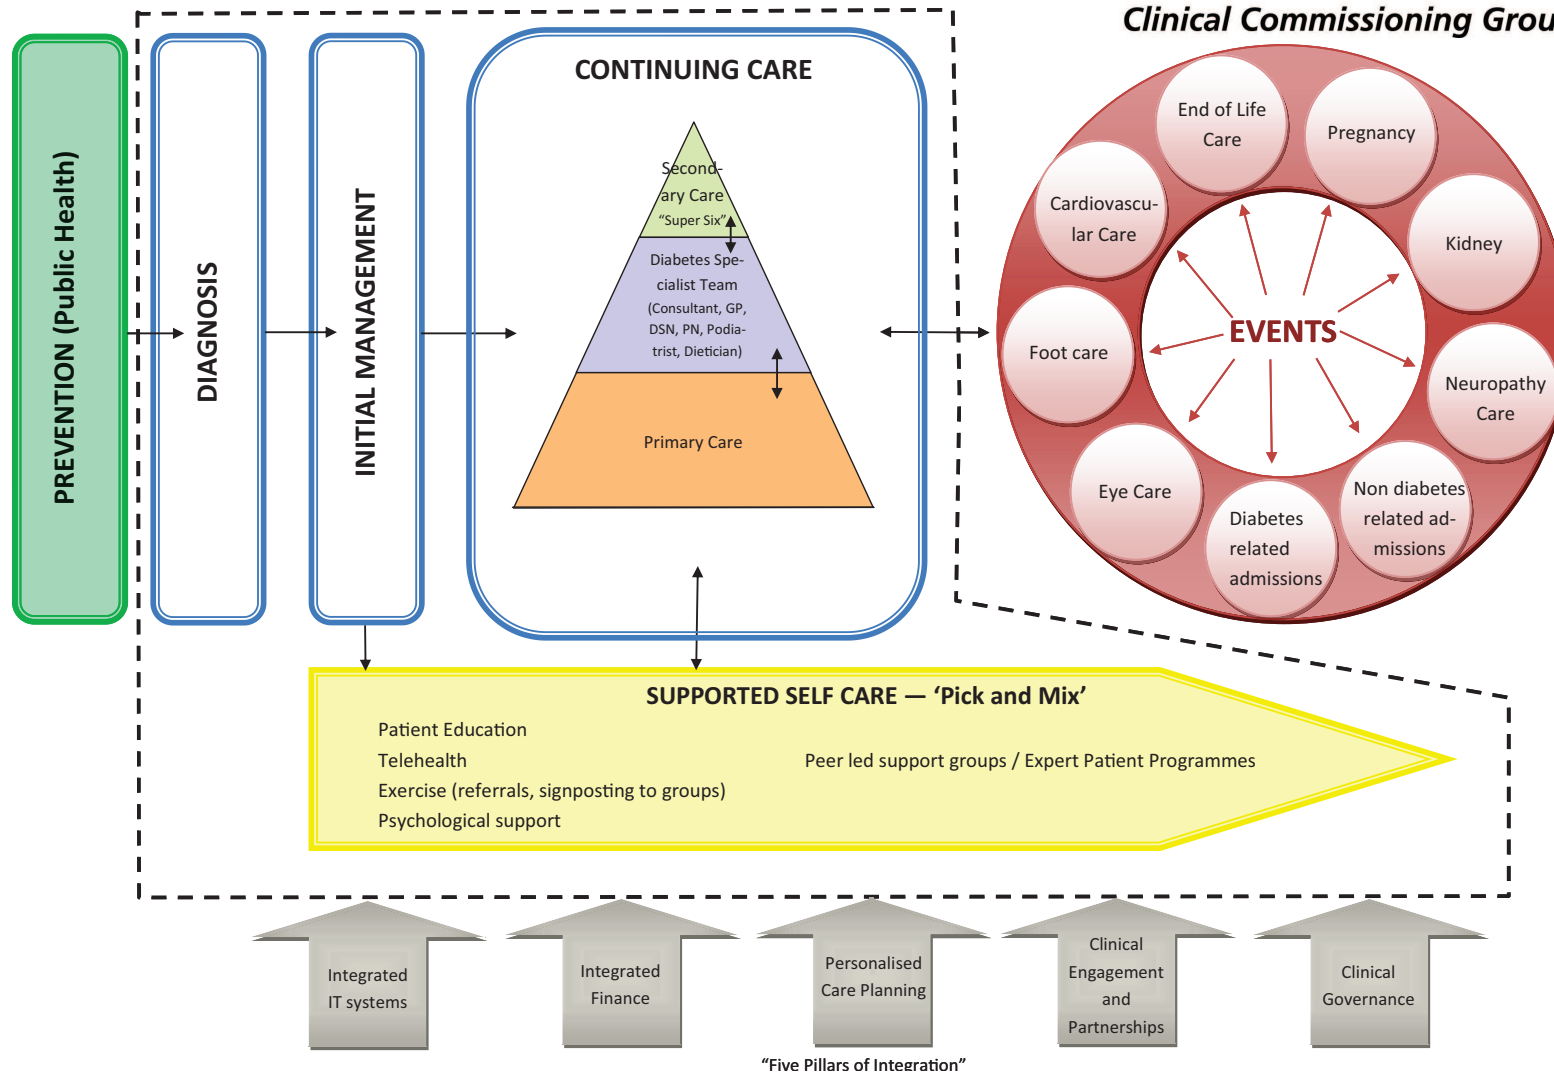 Clinical Commissioning Grou
PREVENTION (Public Health)
DIAGNOSIS
INITIAL MANAGEMENT
CONTINUING CARE
Second-
ary Care
“Super Six”
Diabetes Spe-
cialist Team
(Consultant, GP,
DSN, PN, Podia-
trist, Dietician)
Primary Care
EVENTS
End of Life
Care
Pregnancy
Kidney
Neuropathy
Care
Non diabetes
related ad-
missions
Diabetes
related
admissions
Eye Care
Foot care
Cardiovascu-
lar Care
SUPPORTED SELF CARE — ‘Pick and Mix’
Patient Education
Telehealth
Exercise (referrals, signposting to groups)
Psychological support
Peer led support groups / Expert Patient Programmes
Integrated
IT systems
Integrated
Finance
Personalised
Care Planning
Clinical
Engagement
and
Partnerships
Clinical
Governance
“Five Pillars of Integration”